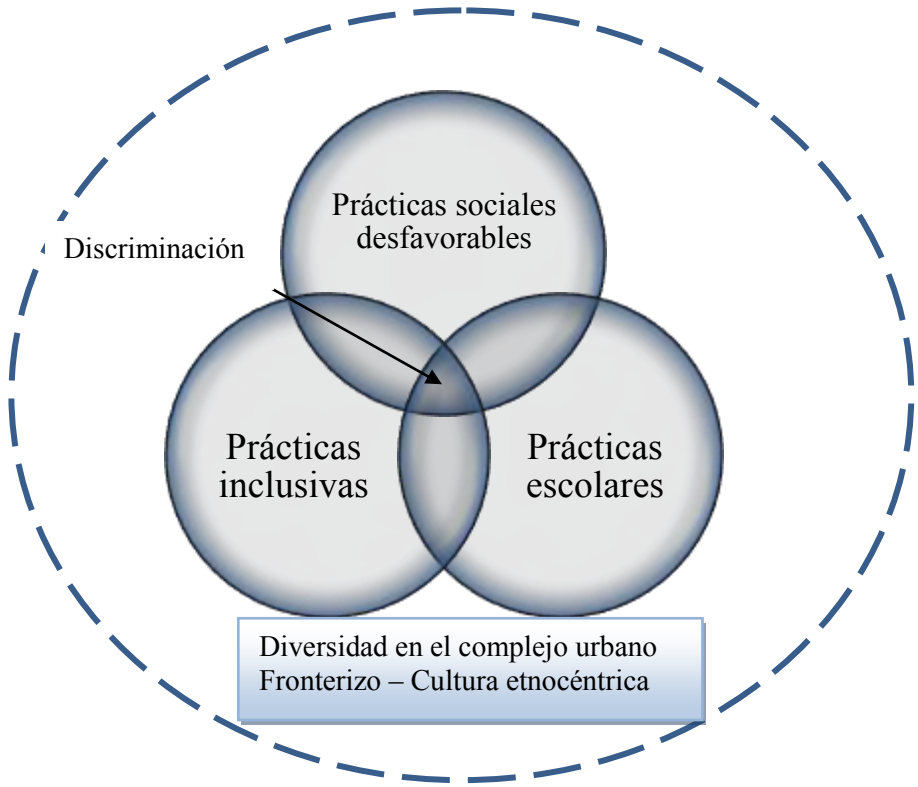 Prácticas sociales
desfavorables
Discriminación
Prácticas
inclusivas
Prácticas
escolares
Diversidad en el complejo urbano
Fronterizo – Cultura etnocéntrica